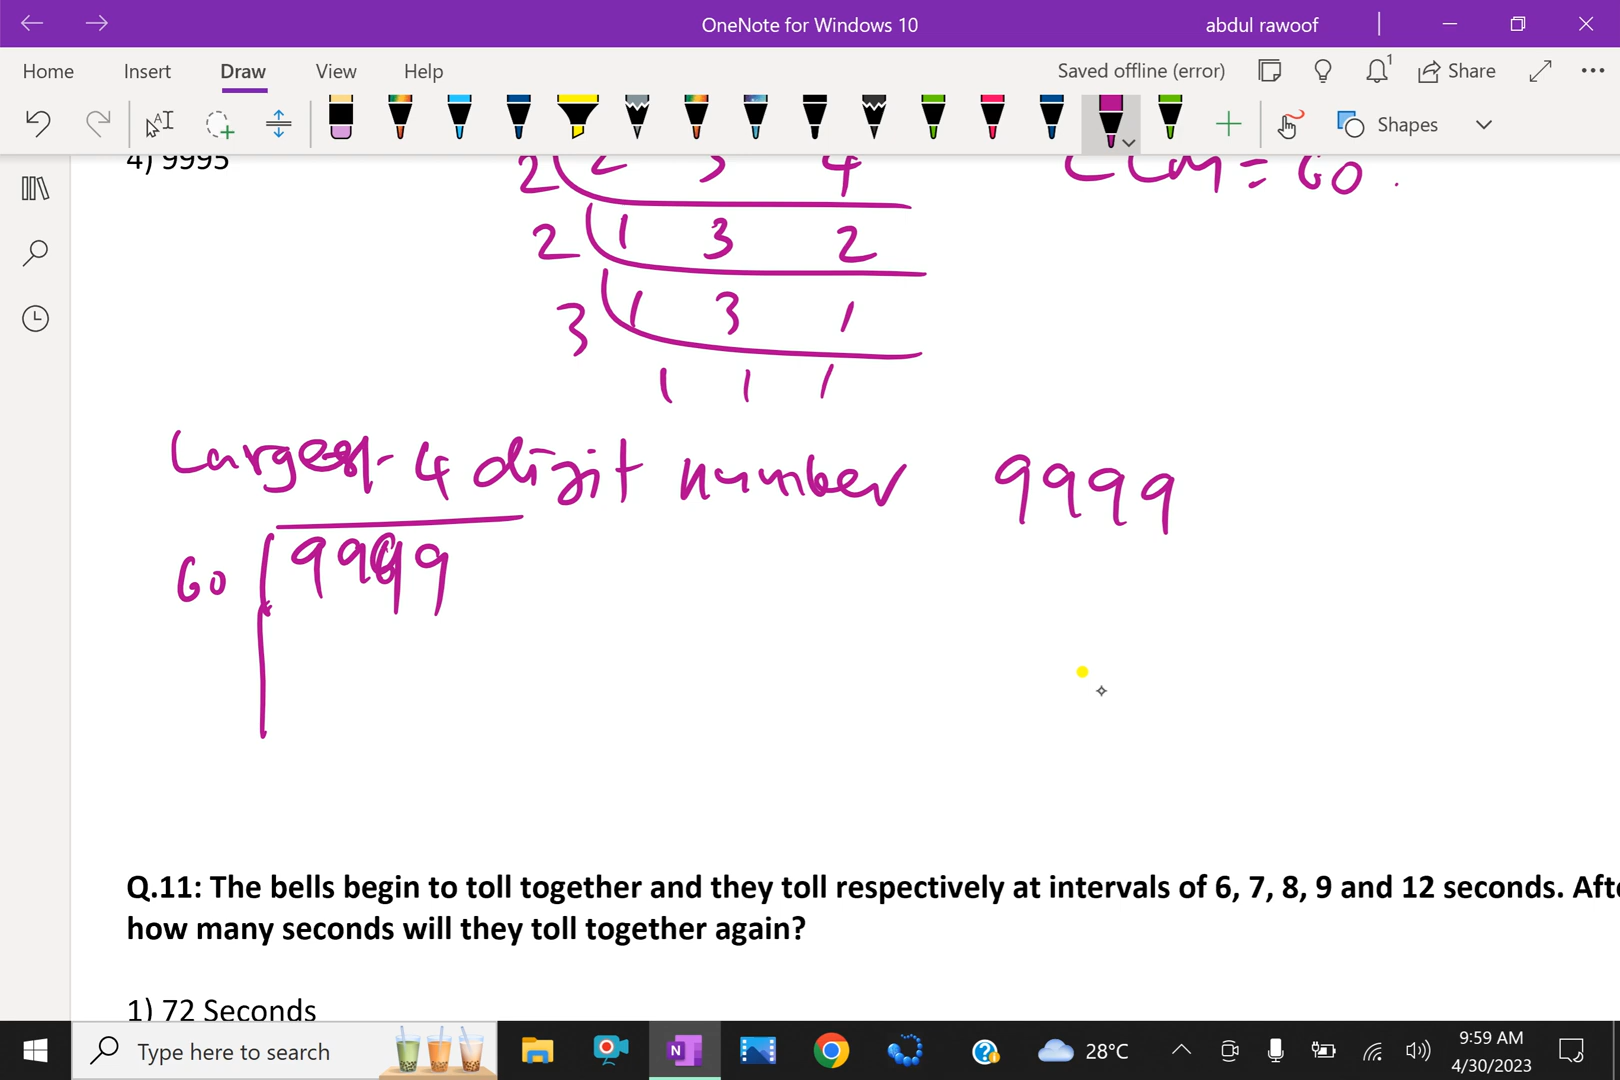 OneNote for Windows 10
abdul rawoof
Home Insert Draw View Help
Saved offline (error)
1
Share
Shapes
4) 9995
2 2 3 4
LCM = 60.
2 1 3 2
3 1 3 1
1 1 1
Largest 4 digit number 9999
60 9999
Q.11: The bells begin to toll together and they toll respectively at intervals of 6, 7, 8, 9 and 12 seconds. Afte
how many seconds will they toll together again?
1) 72 Seconds
Type here to search
28°C
9:59 AM
4/30/2023